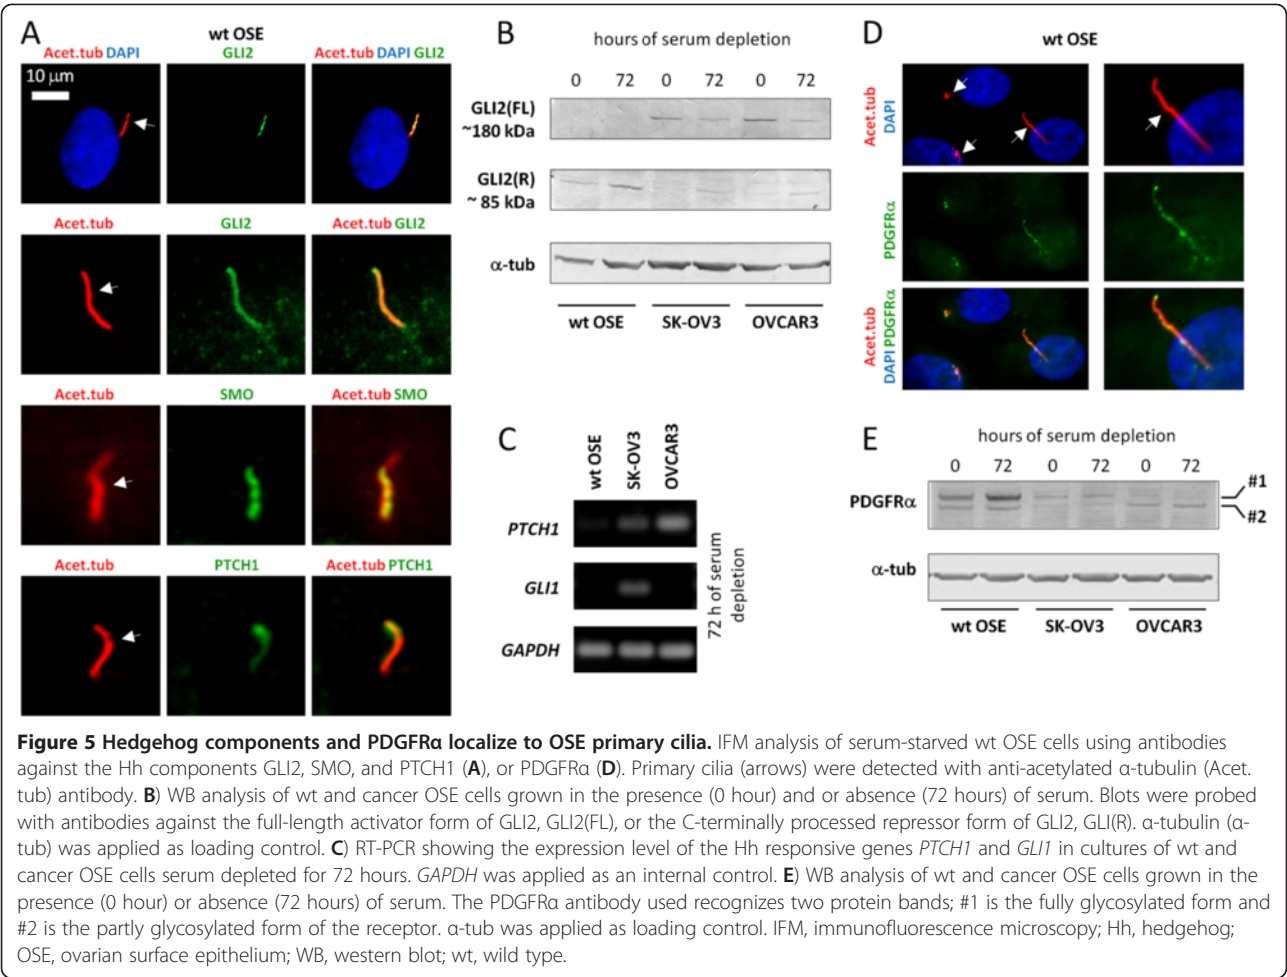 A
wt OSE
Acet.tub DAPI GLI2 Acet.tub DAPI GLI2
10 µm
Acet.tub GLI2 Acet.tub GLI2
Acet.tub SMO Acet.tub SMO
Acet.tub PTCH1 Acet.tub PTCH1
B
hours of serum depletion
0 72 0 72 0 72
GLI2(FL)
~180 kDa
GLI2(R)
~ 85 kDa
α-tub
wt OSE SK-OV3 OVCAR3
C
wt OSE
SK-OV3
OVCAR3
PTCH1
GLI1
GAPDH
72 h of serum
depletion
D
wt OSE
Acet.tub
DAPI
PDGFRα
Acet.tub
DAPI PDGFRα
E
hours of serum depletion
0 72 0 72 0 72
PDGFRα
#1
#2
α-tub
wt OSE SK-OV3 OVCAR3
Figure 5 Hedgehog components and PDGFRα localize to OSE primary cilia. IFM analysis of serum-starved wt OSE cells using antibodies
against the Hh components GLI2, SMO, and PTCH1 (A), or PDGFRα (D). Primary cilia (arrows) were detected with anti-acetylated α-tubulin (Acet.
tub) antibody. B) WB analysis of wt and cancer OSE cells grown in the presence (0 hour) and or absence (72 hours) of serum. Blots were probed
with antibodies against the full-length activator form of GLI2, GLI2(FL), or the C-terminally processed repressor form of GLI2, GLI(R). α-tubulin (α-
tub) was applied as loading control. C) RT-PCR showing the expression level of the Hh responsive genes PTCH1 and GLI1 in cultures of wt and
cancer OSE cells serum depleted for 72 hours. GAPDH was applied as an internal control. E) WB analysis of wt and cancer OSE cells grown in the
presence (0 hour) or absence (72 hours) of serum. The PDGFRα antibody used recognizes two protein bands; #1 is the fully glycosylated form and
#2 is the partly glycosylated form of the receptor. α-tub was applied as loading control. IFM, immunofluorescence microscopy; Hh, hedgehog;
OSE, ovarian surface epithelium; WB, western blot; wt, wild type.